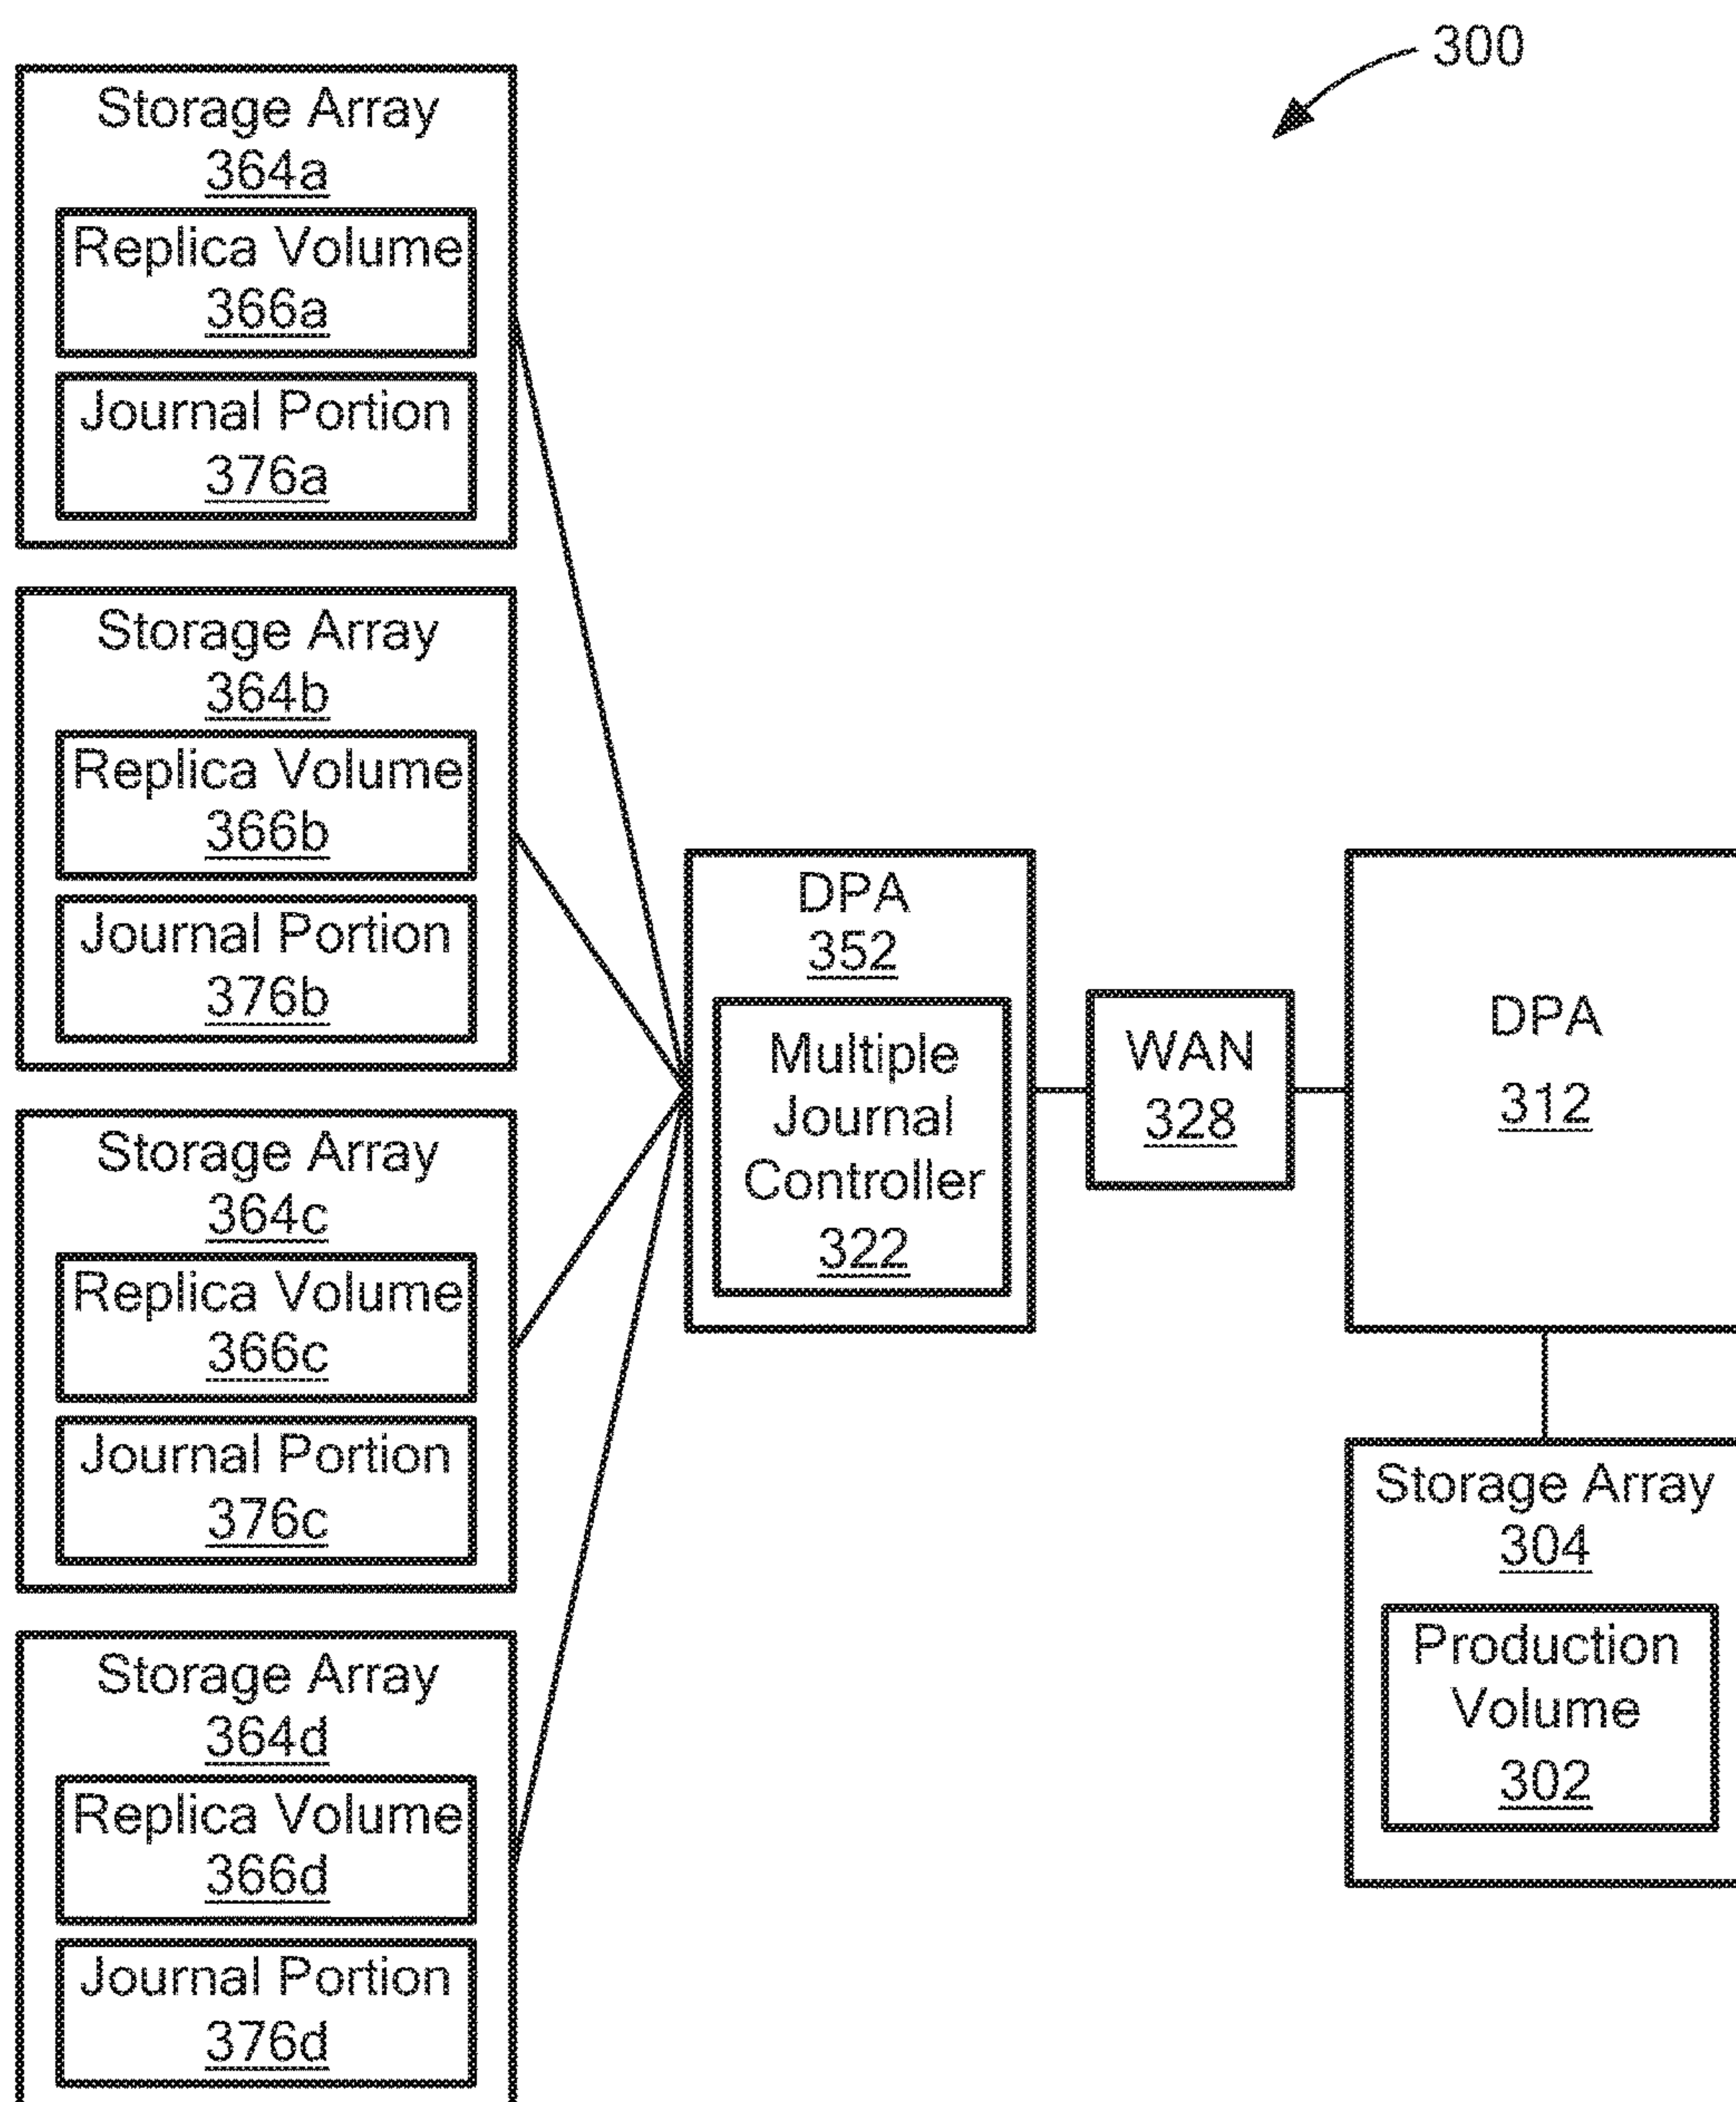 300
Storage Array
364a
Replica Volume
366a
Journal Portion
376a
Storage Array
364b
Replica Volume
366b
Journal Portion
376b
Storage Array
364c
Replica Volume
366c
Journal Portion
376c
Storage Array
364d
Replica Volume
366d
Journal Portion
376d
DPA
352
Multiple
Journal
Controller
322
WAN
328
DPA
312
Storage Array
304
Production
Volume
302